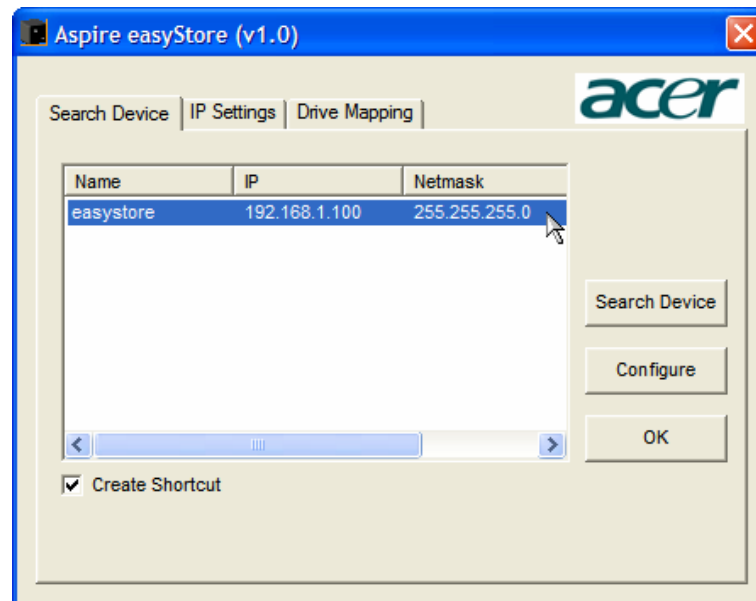 Aspire easyStore (v1.0)
acer
Search Device IP Settings Drive Mapping
Name IP Netmask
easystore 192.168.1.100 255.255.255.0
Search Device
Configure
OK
Create Shortcut